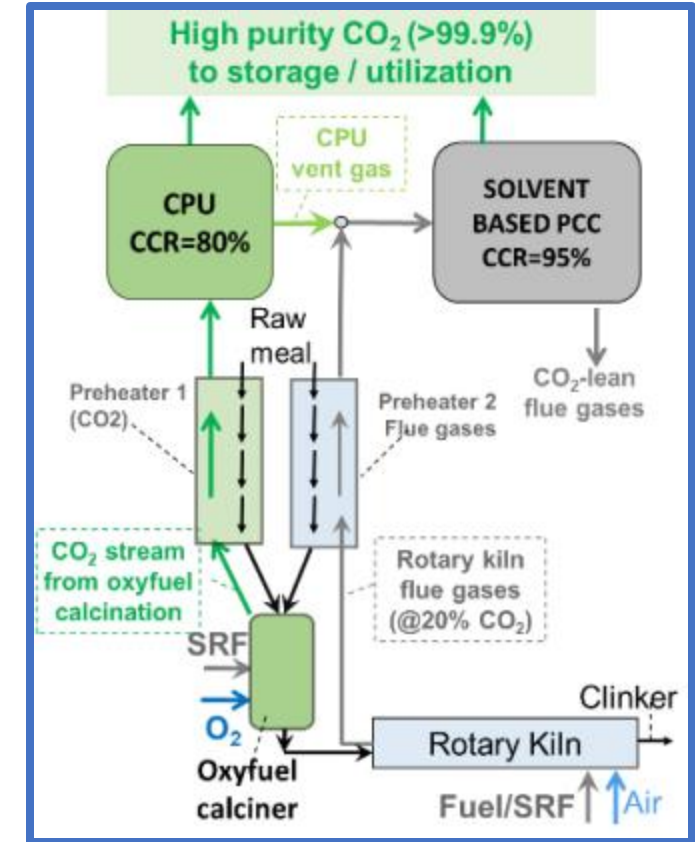 High purity CO₂ (>99.9%)
to storage / utilization
CPU
vent gas
CPU
CCR=80%
SOLVENT
BASED PCC
CCR=95%
Raw
meal
CO₂-lean
flue gases
Preheater 1
(CO2)
Preheater 2
Flue gases
CO₂ stream
from oxyfuel
calcination
Rotary kiln
flue gases
(@20% CO₂)
SRF
O₂
Oxyfuel
calciner
Clinker
Rotary Kiln
Fuel/SRF
Air